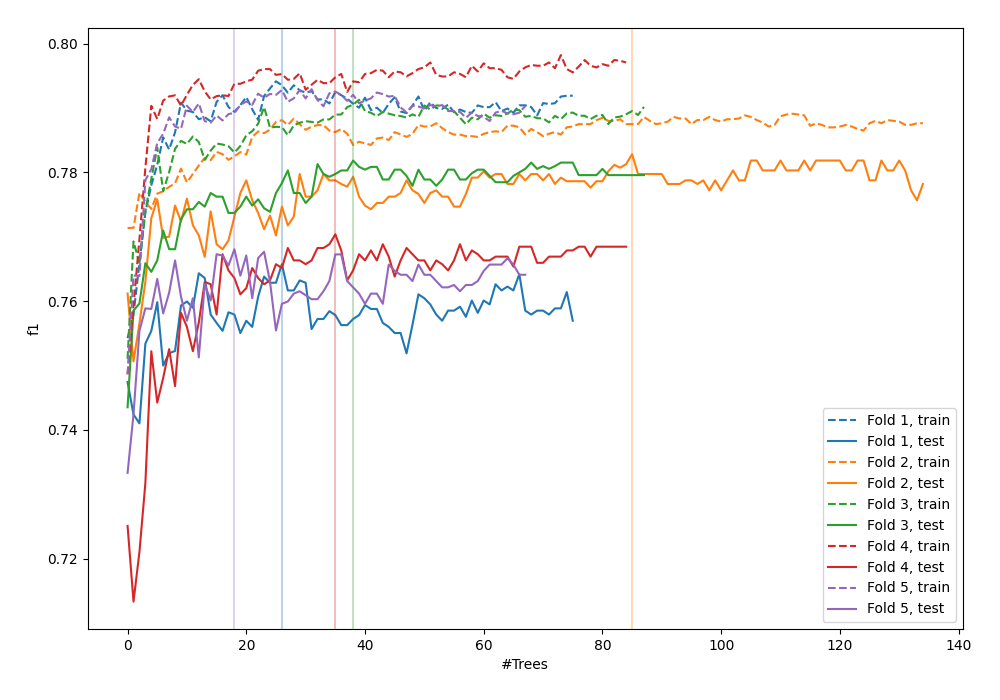 0.80
0.78
0.76
0.74
0.72
f1
0 20 40 60 80 100 120 140
#Trees
Fold 1, train
Fold 1, test
Fold 2, train
Fold 2, test
Fold 3, train
Fold 3, test
Fold 4, train
Fold 4, test
Fold 5, train
Fold 5, test